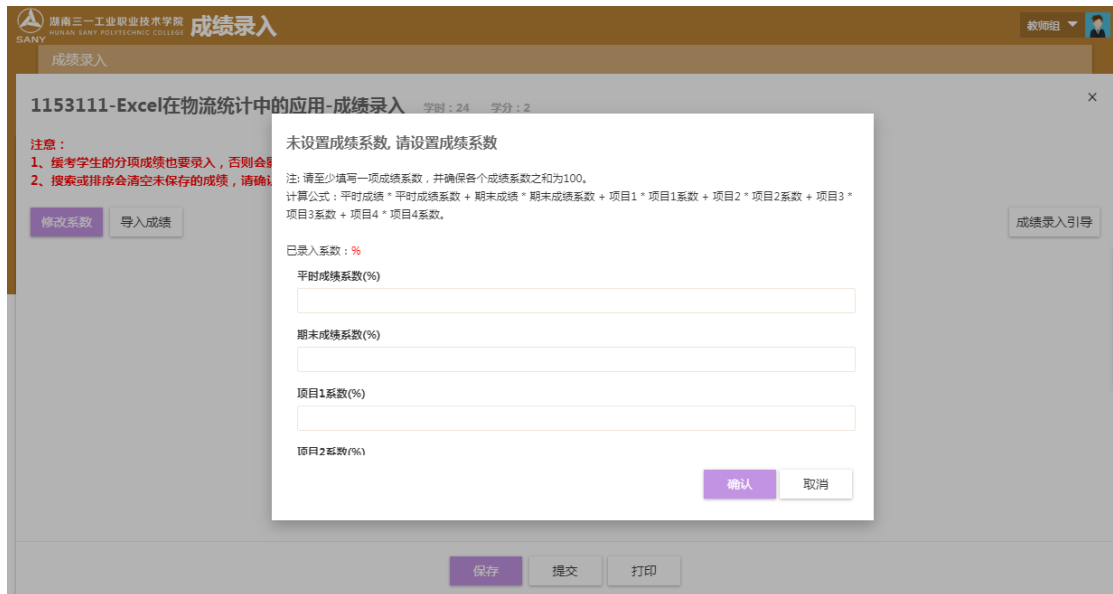 湖南三一工业职业技术学院
HUNAN SANY POLYTECHNIC COLLEGE
SANY
成绩录入
教师组
成绩录入
1153111-Excel在物流统计中的应用-成绩录入 学时:24 学分:2
×
注意:
1、缓考学生的分项成绩也要录入,否则会
2、搜索或排序会清空未保存的成绩,请确
修改系数
导入成绩
成绩录入引导
未设置成绩系数, 请设置成绩系数
注: 请至少填写一项成绩系数,并确保各个成绩系数之和为100。
计算公式:平时成绩 * 平时成绩系数 + 期末成绩 * 期末成绩系数 + 项目1 * 项目1系数 + 项目2 * 项目2系数 + 项目3 *
项目3系数 + 项目4 * 项目4系数。
已录入系数:%
平时成绩系数(%)
期末成绩系数(%)
项目1系数(%)
项目2系数(%)
确认
取消
保存
提交
打印